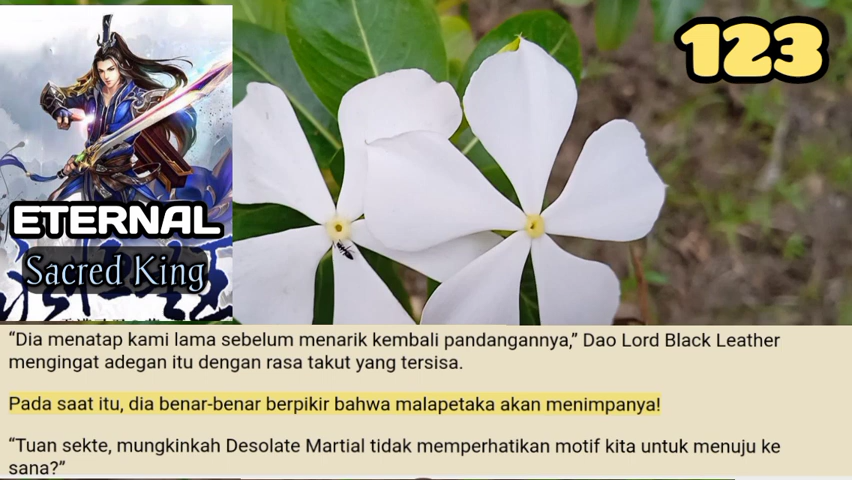 123
ETERNAL
Sacred King
“Dia menatap kami lama sebelum menarik kembali pandangannya,” Dao Lord Black Leather
mengingat adegan itu dengan rasa takut yang tersisa.
Pada saat itu, dia benar-benar berpikir bahwa malapetaka akan menimpanya!
“Tuan sekte, mungkinkah Desolate Martial tidak memperhatikan motif kita untuk menuju ke
sana?”